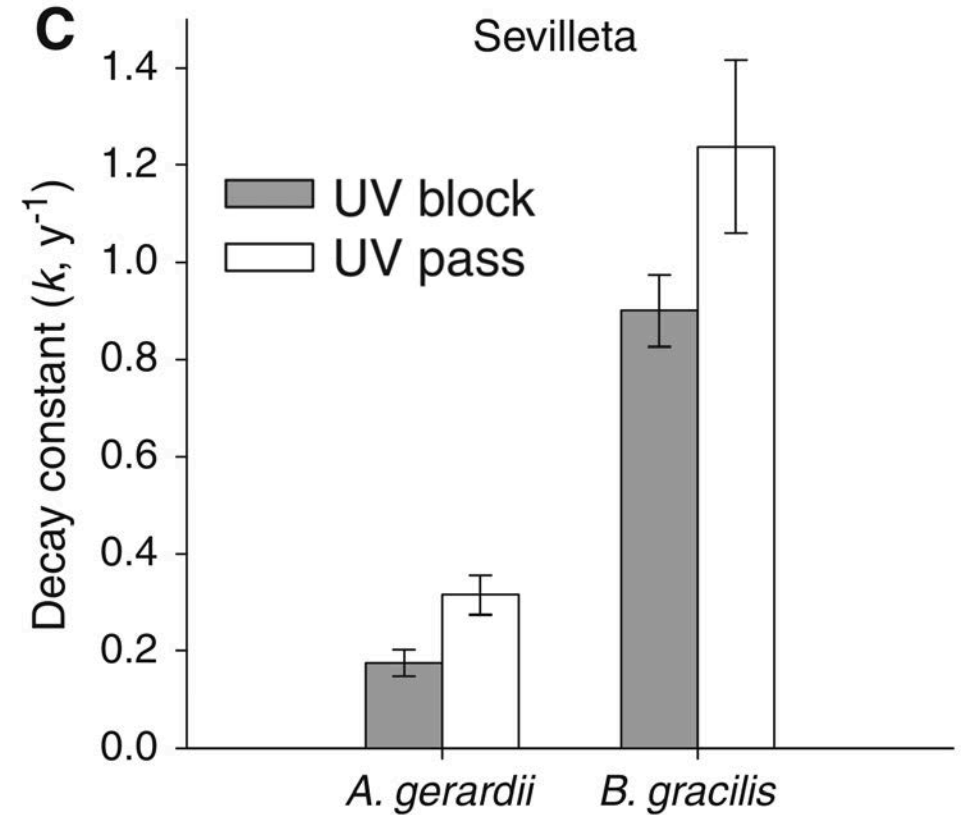 C
Sevilleta
1.4
1.2
1.0
0.8
0.6
0.4
0.2
0.0
Decay constant (k, y⁻¹)
UV block
UV pass
A. gerardii
B. gracilis